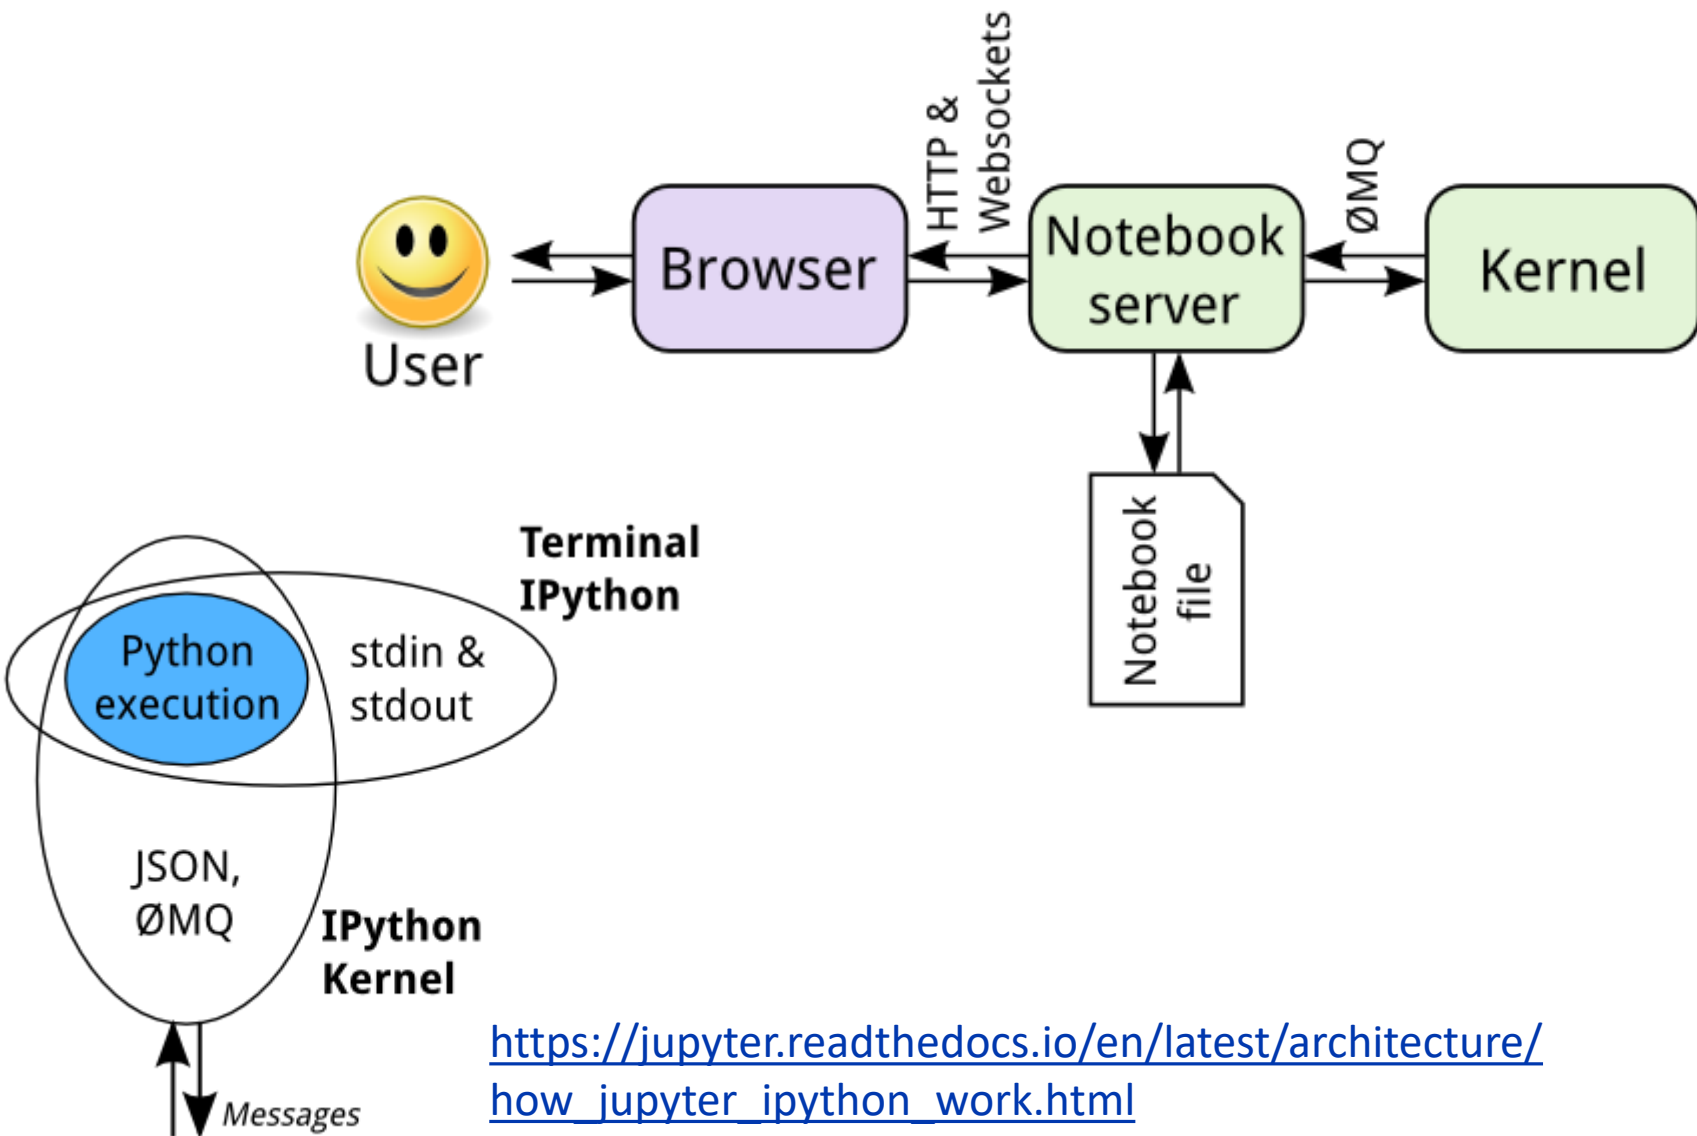 HTTP &
Websockets
ØMQ
User
Browser
Notebook
server
Kernel
Notebook
file
Terminal
IPython
Python
execution
stdin &
stdout
JSON,
ØMQ
IPython
Kernel
Messages
https://jupyter.readthedocs.io/en/latest/architecture/
how_jupyter_ipython_work.html